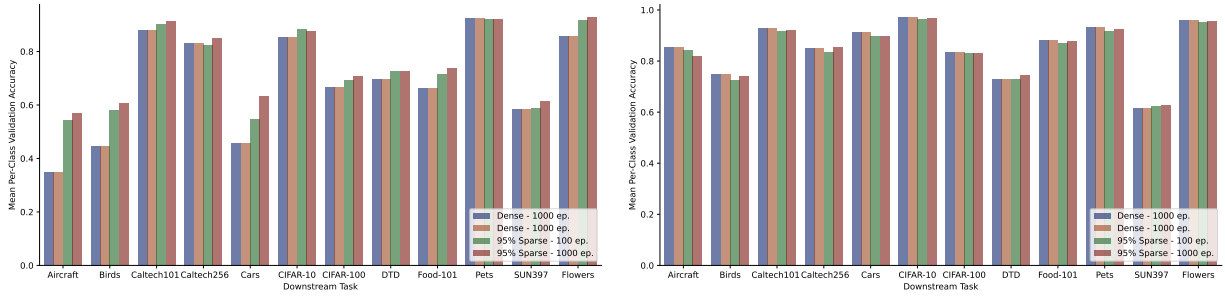 Mean Per-Class Validation Accuracy
0.8
0.6
0.4
0.2
0.0
Aircraft Birds Caltech101 Caltech256 Cars CIFAR-10 CIFAR-100 DTD Food-101 Pets SUN397 Flowers
Downstream Task
Dense - 1000 ep.
Dense - 1000 ep.
95% Sparse - 100 ep.
95% Sparse - 1000 ep.
Mean Per-Class Validation Accuracy
1.0
0.8
0.6
0.4
0.2
0.0
Aircraft Birds Caltech101 Caltech256 Cars CIFAR-10 CIFAR-100 DTD Food-101 Pets SUN397 Flowers
Downstream Task
Dense - 1000 ep.
Dense - 1000 ep.
95% Sparse - 100 ep.
95% Sparse - 1000 ep.